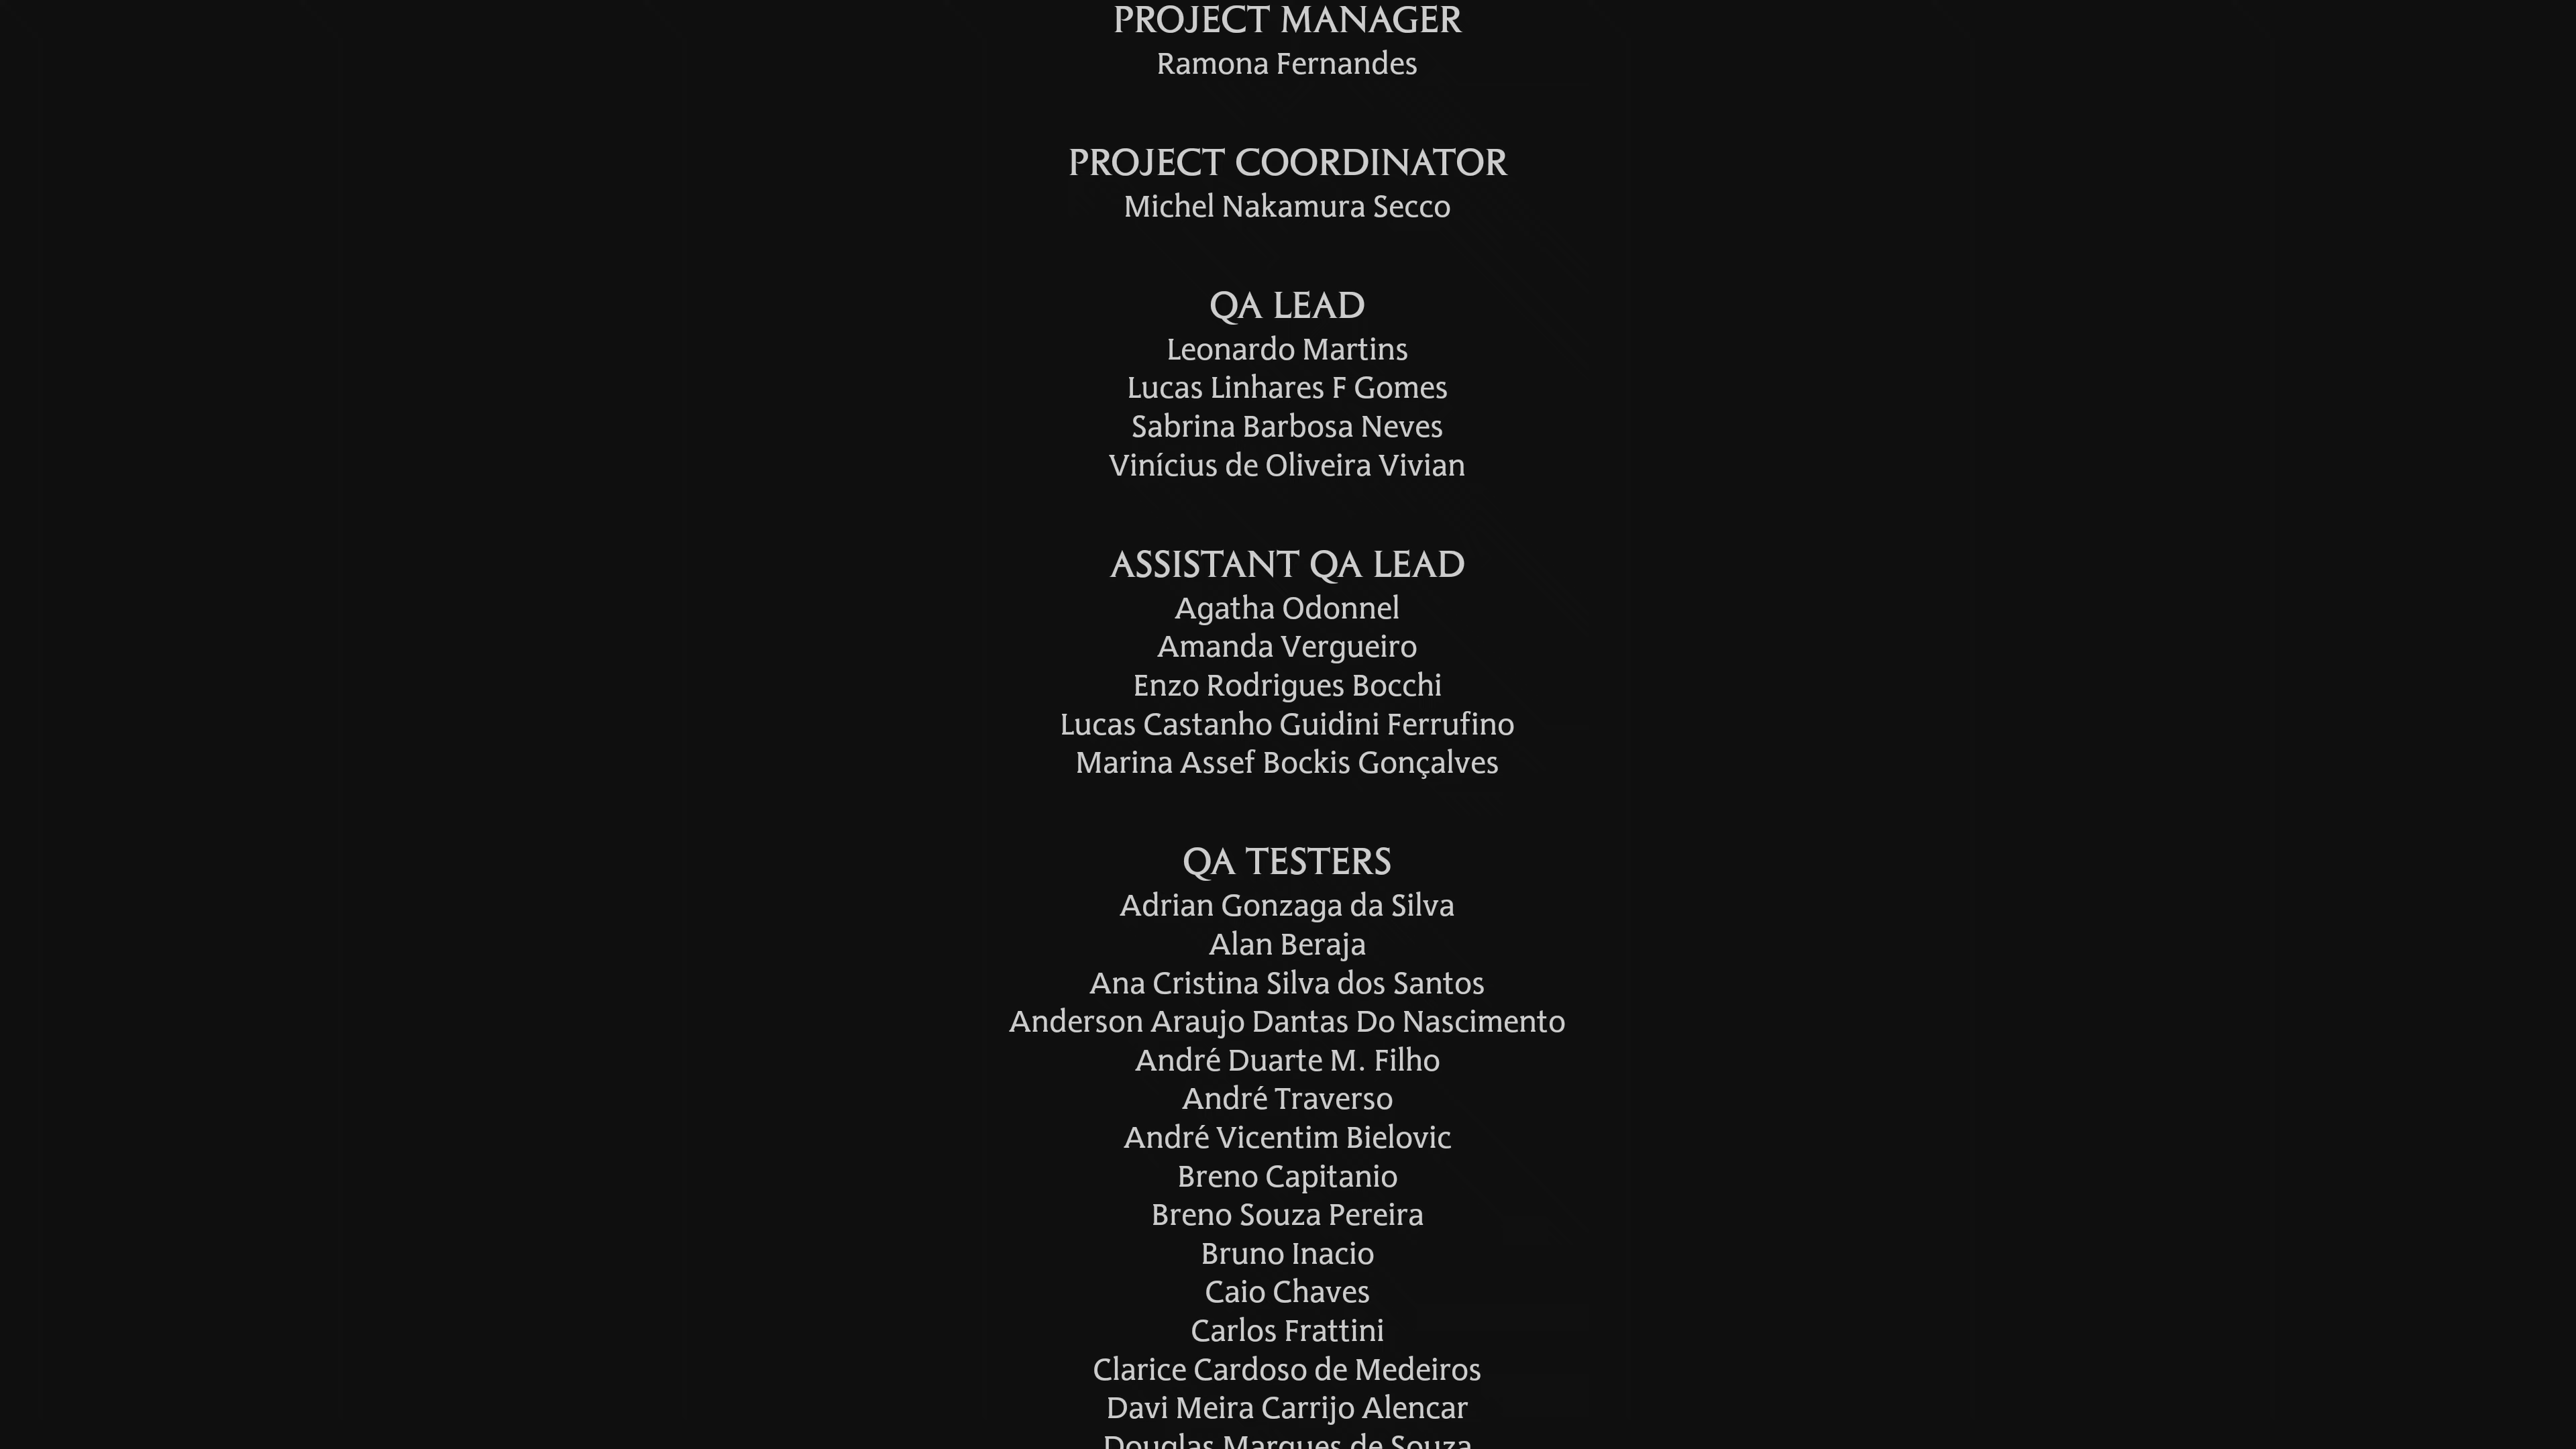 PROJECT MANAGER
Ramona Fernandes
PROJECT COORDINATOR
Michel Nakamura Secco
QA LEAD
Leonardo Martins
Lucas Linhares F Gomes
Sabrina Barbosa Neves
Vinícius de Oliveira Vivian
ASSISTANT QA LEAD
Agatha Odonnel
Amanda Vergueiro
Enzo Rodrigues Bocchi
Lucas Castanho Guidini Ferrufino
Marina Assef Bockis Gonçalves
QA TESTERS
Adrian Gonzaga da Silva
Alan Beraja
Ana Cristina Silva dos Santos
Anderson Araujo Dantas Do Nascimento
André Duarte M. Filho
André Traverso
André Vicentim Bielovic
Breno Capitanio
Breno Souza Pereira
Bruno Inacio
Caio Chaves
Carlos Frattini
Clarice Cardoso de Medeiros
Davi Meira Carrijo Alencar
Douglas Marques de Souza